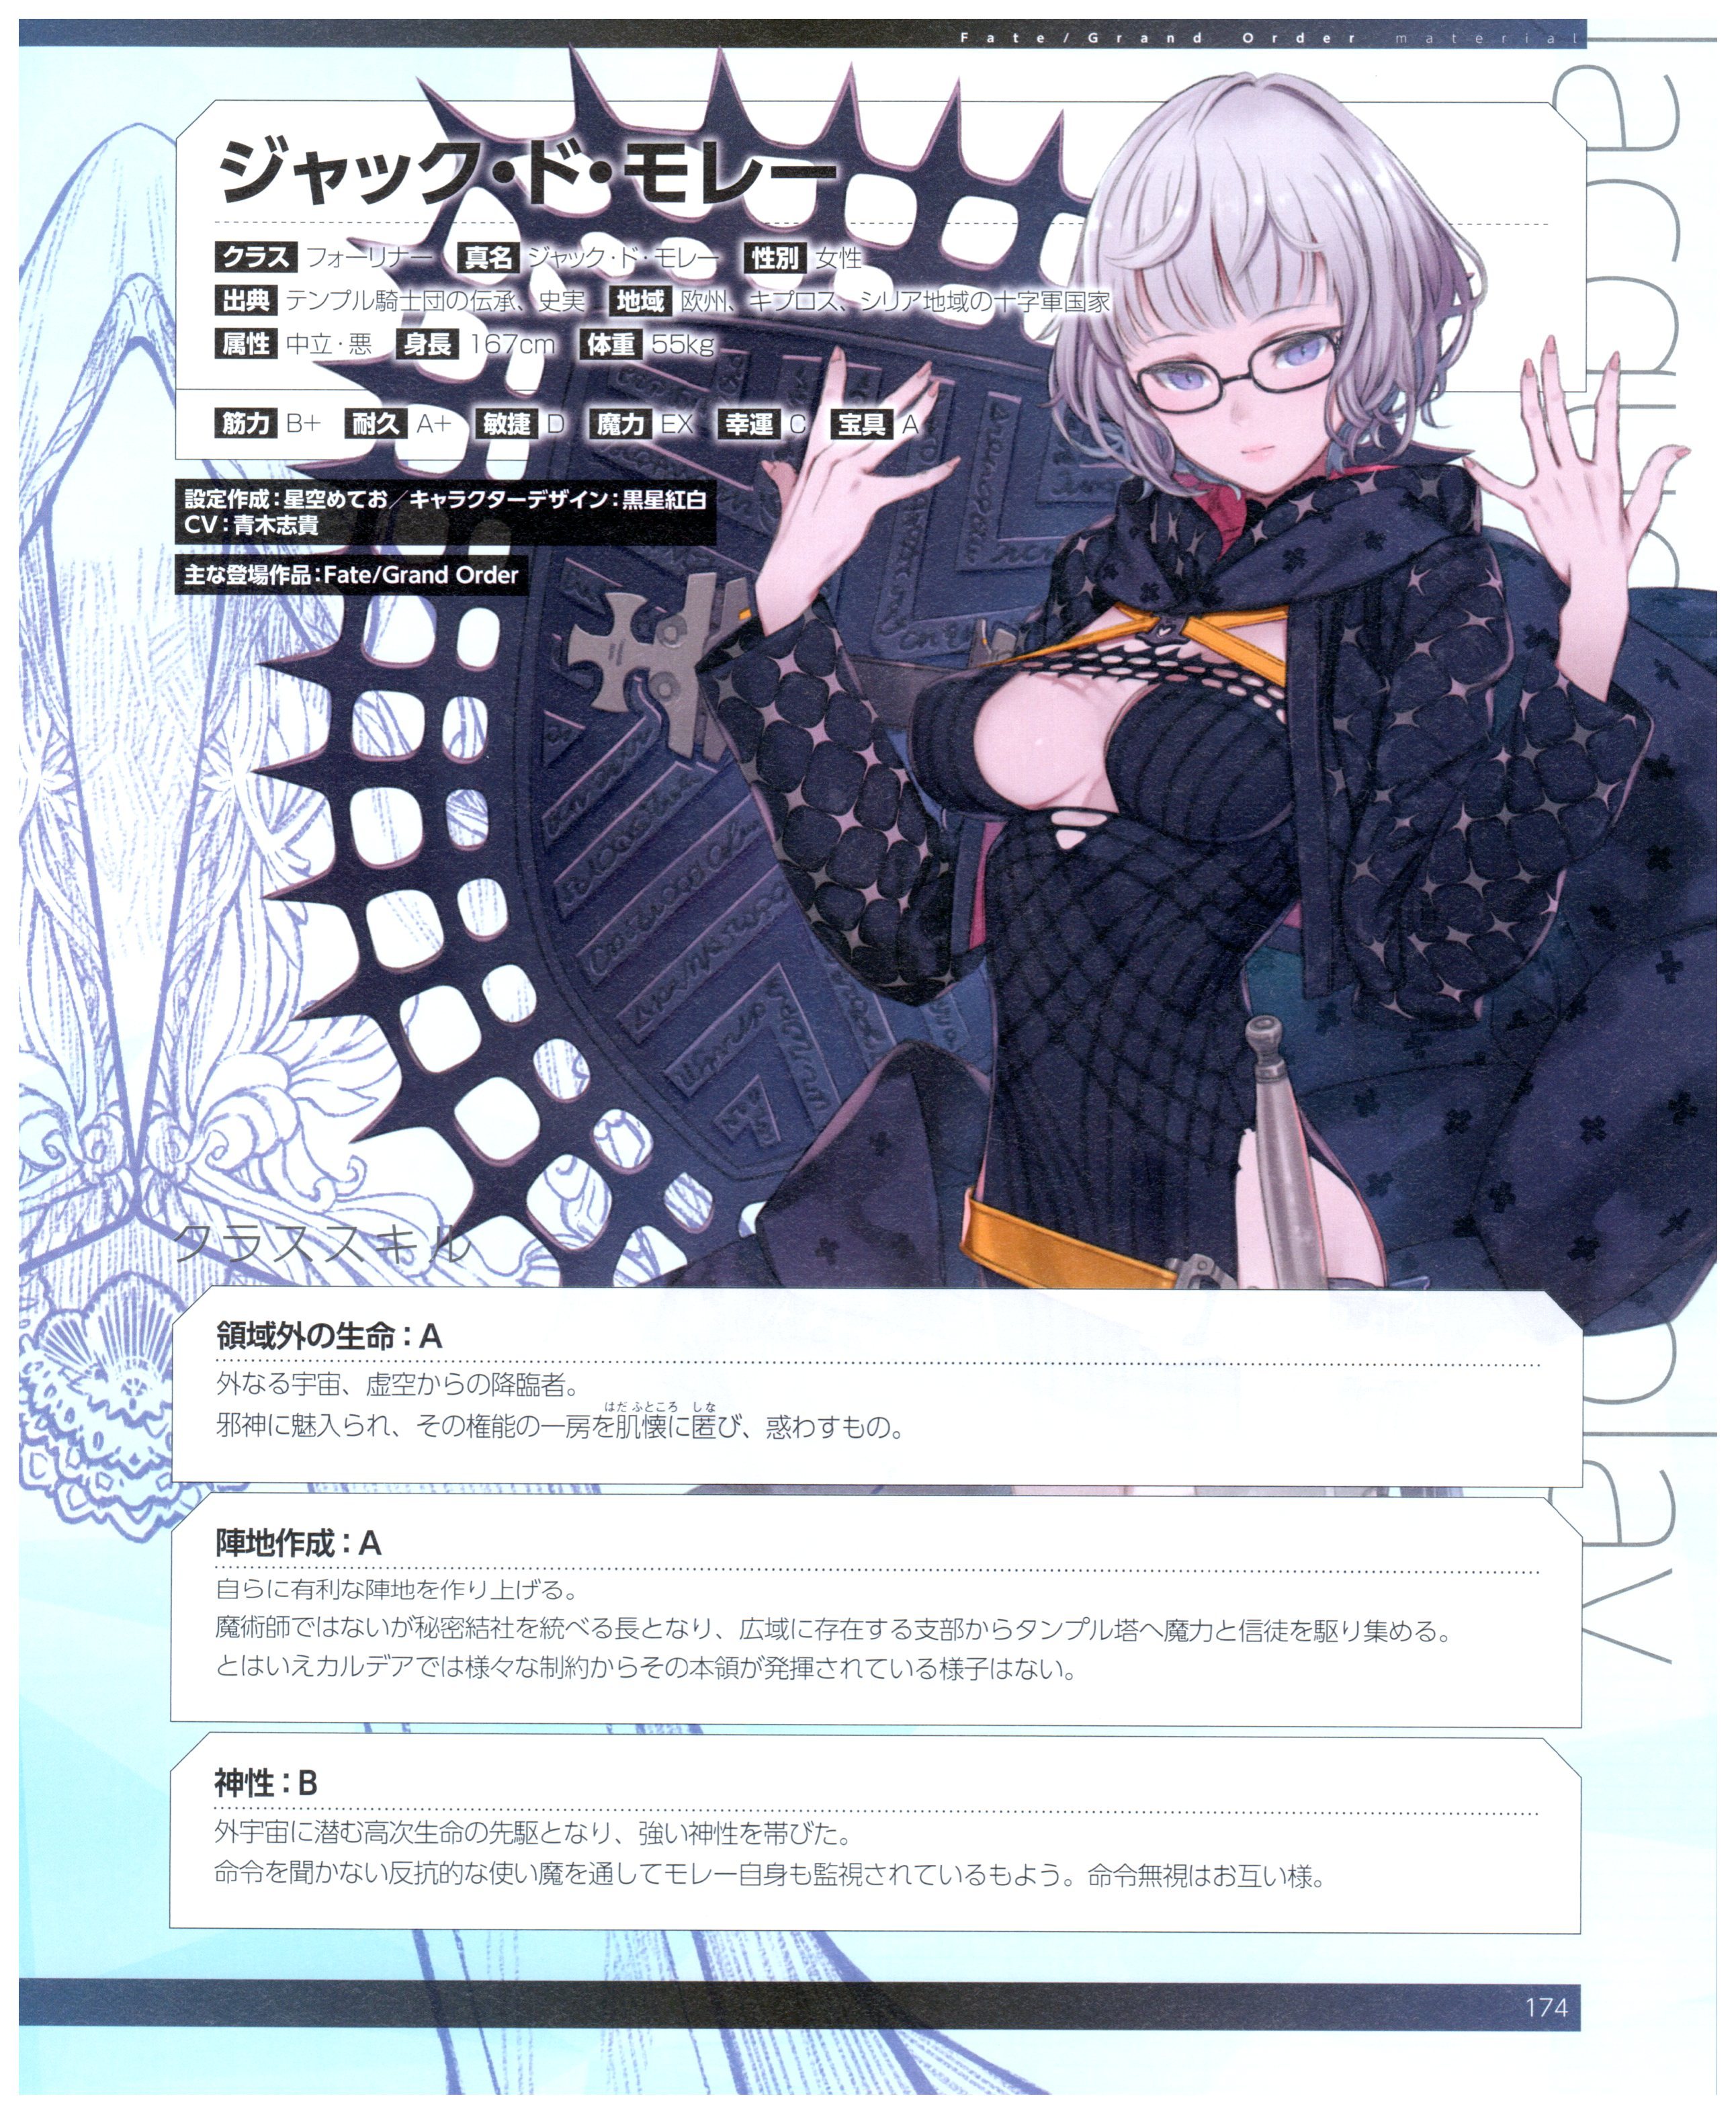 Fate/Grand Order material
ジャック・ド・モレー
クラス フォーリナー 真名 ジャック・ド・モレー 性別 女性
出典 テンプル騎士団の伝承、史実 地域 欧州、キプロス、シリア地域の十字軍国家
属性 中立・悪 身長 167cm 体重 55kg
筋力 B+ 耐久 A+ 敏捷 D 魔力 EX 幸運 C 宝具 A
設定作成：星空めてお／キャラクターデザイン：黒星紅白
CV：青木志貴
主な登場作品：Fate/Grand Order
クラススキル
領域外の生命：A
外なる宇宙、虚空からの降臨者。
はだふところ しな
邪神に魅入られ、その権能の一房を肌懐に匿び、惑わすもの。
陣地作成：A
自らに有利な陣地を作り上げる。
魔術師ではないが秘密結社を統べる長となり、広域に存在する支部からタンプル塔へ魔力と信徒を駆り集める。
とはいえカルデアでは様々な制約からその本領が発揮されている様子はない。
神性：B
外宇宙に潜む高次生命の先駆となり、強い神性を帯びた。
命令を聞かない反抗的な使い魔を通してモレー自身も監視されているもよう。命令無視はお互い様。
174